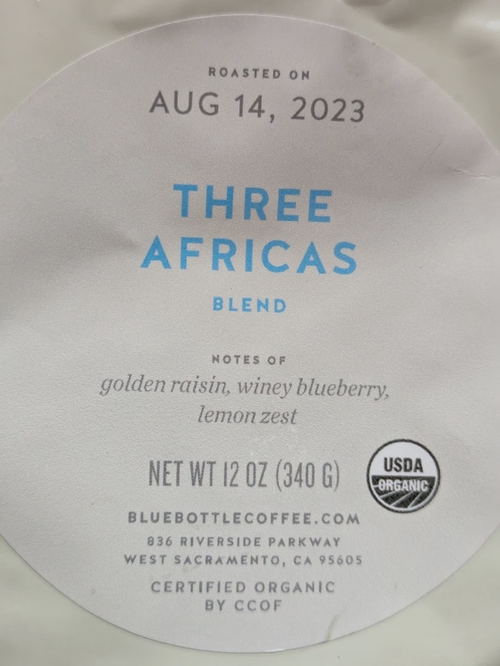 ROASTED ON
AUG 14, 2023
THREE
AFRICAS
BLEND
NOTES OF
golden raisin, winey blueberry,
lemon zest
NET WT 12 OZ (340 G)
USDA
ORGANIC
BLUEBOTTLECOFFEE.COM
836 RIVERSIDE PARKWAY
WEST SACRAMENTO, CA 95605
CERTIFIED ORGANIC
BY CCOF